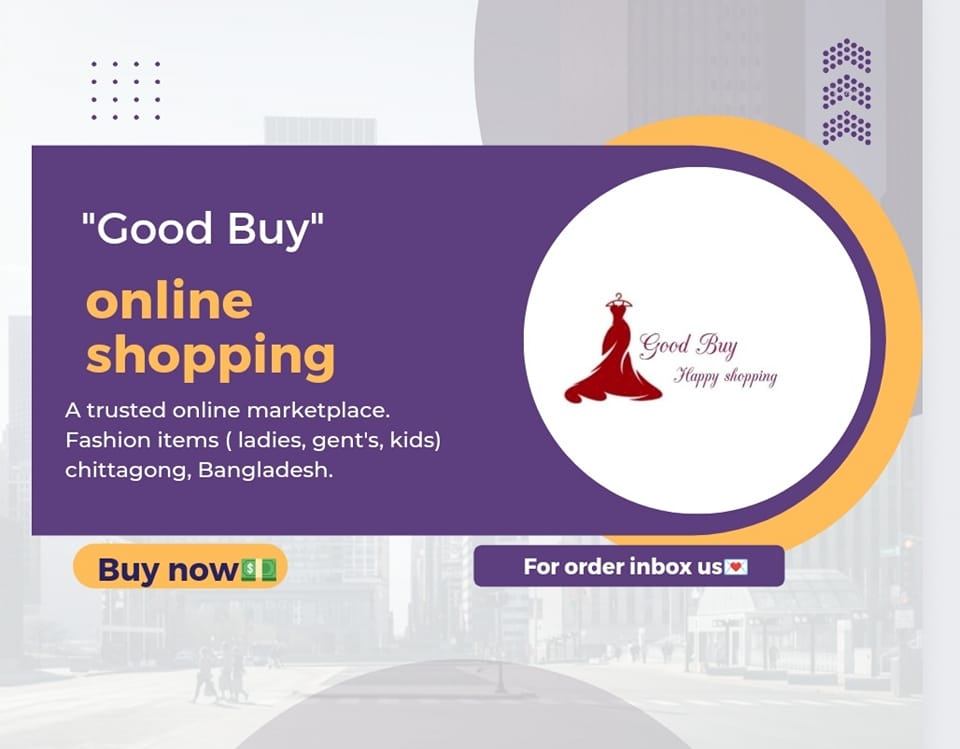 "Good Buy"
online
shopping
A trusted online marketplace.
Fashion items ( ladies, gent's, kids)
chittagong, Bangladesh.
Good Buy
Happy shopping
Buy now💵
For order inbox us💌